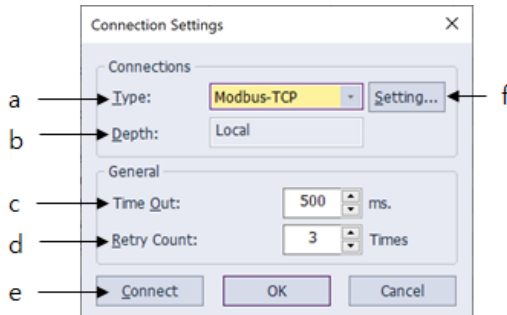 Connection Settings
Connections
a Type: Modbus-TCP Setting... f
b Depth: Local
General
c Time Out: 500 ms.
d Retry Count: 3 Times
e Connect OK Cancel